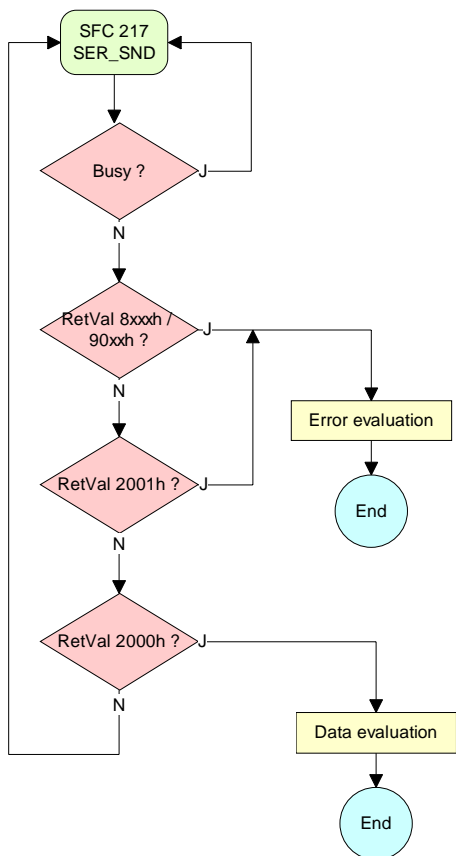 SFC 217
SER_SND
Busy ?
J
N
RetVal 8xxxh /
90xxh ?
J
N
Error evaluation
RetVal 2001h ?
J
End
N
RetVal 2000h ?
J
N
Data evaluation
End